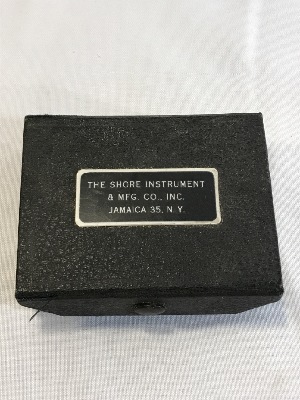 THE SHORE INSTRUMENT
& MFG. CO., INC.
JAMAICA 35, N.Y.